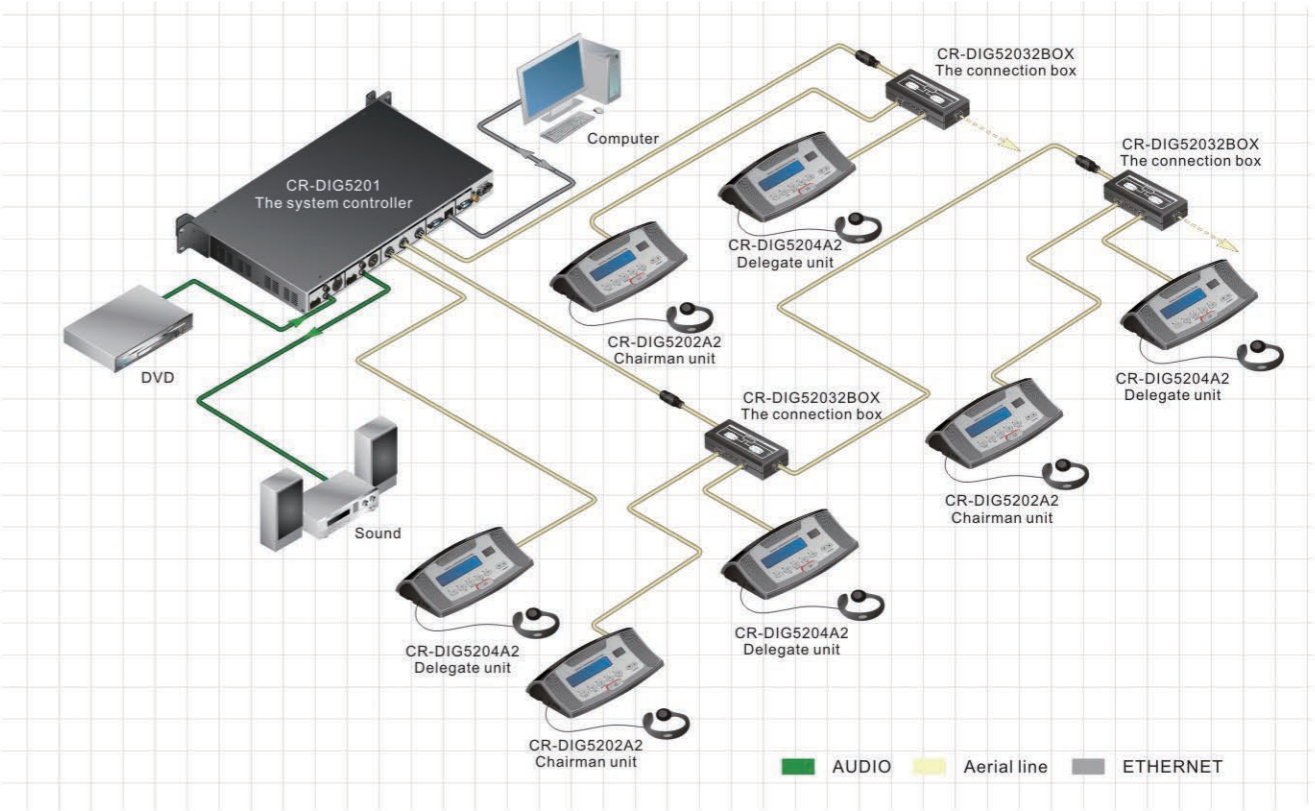 CR-DIG52032BOX
The connection box
Computer
CR-DIG52032BOX
The connection box
CR-DIG5201
The system controller
CR-DIG5204A2
Delegate unit
CR-DIG5202A2
Chairman unit
DVD
CR-DIG5204A2
Delegate unit
CR-DIG52032BOX
The connection box
CR-DIG5202A2
Chairman unit
Sound
CR-DIG5204A2
Delegate unit
CR-DIG5204A2
Delegate unit
CR-DIG5202A2
Chairman unit
AUDIO
Aerial line
ETHERNET